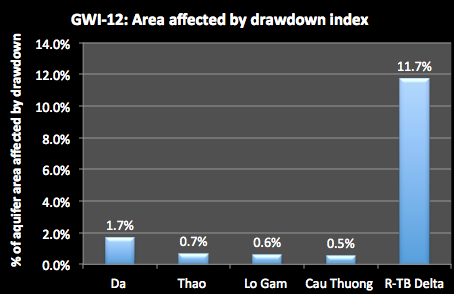 GWI-12: Area affected by drawdown index
% of aquifer area affected by drawdown
14.0%
12.0%
10.0%
8.0%
6.0%
4.0%
2.0%
0.0%
1.7%
0.7%
0.6%
0.5%
11.7%
Da
Thao
Lo Gam
Cau Thuong
R-TB Delta